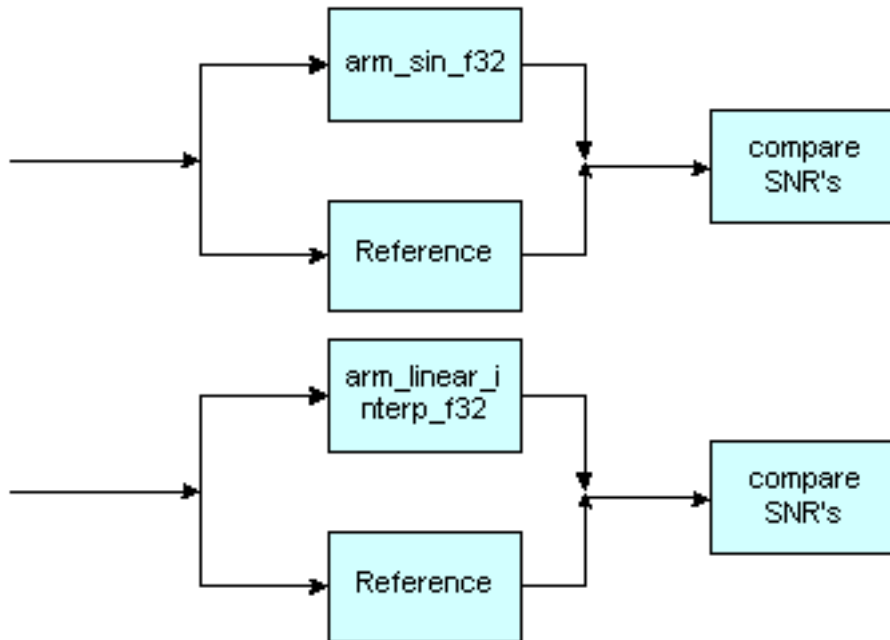 arm_sin_f32
compare
SNR's
Reference
arm_linear_i
nterp_f32
compare
SNR's
Reference